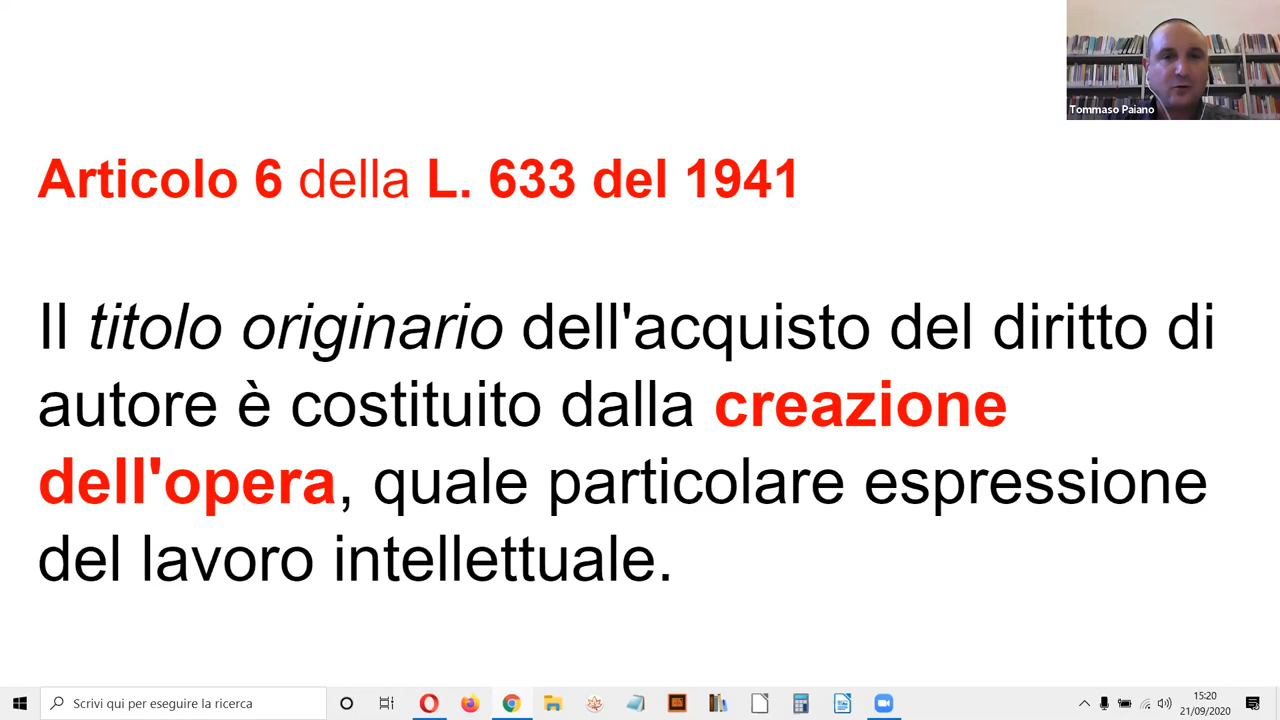 Tommaso Paiano
Articolo 6 della L. 633 del 1941
Il titolo originario dell'acquisto del diritto di
autore è costituito dalla creazione
dell'opera, quale particolare espressione
del lavoro intellettuale.
Scrivi qui per eseguire la ricerca
15:20
21/09/2020